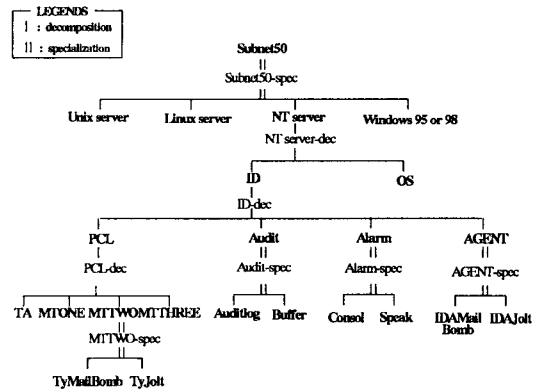 LEGENDS
| : decomposition
|| : specialization
Subnet50
Subnet50-spec
Unix server Linux server NT server Windows 95 or 98
NT server-dec
ID OS
ID-dec
PCL Audit Alarm AGENT
PCL-dec Audit-spec Alarm-spec AGENT-spec
TA MTONE MTTWO MTTHREE Auditlog Buffer Consol Speak IDAMail IDAJolt
Bomb
MTTWO-spec
TyMailBomb TyJolt